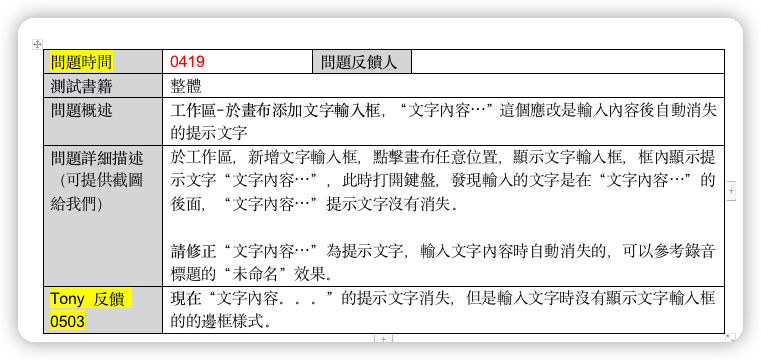 問題時間 0419 問題反饋人
測試書籍 整體
問題概述 工作區-於畫布添加文字輸入框，“文字內容…”這個應改是輸入內容後自動消失
的提示文字
問題詳細描述 於工作區，新增文字輸入框，點擊畫布任意位置，顯示文字輸入框，框內顯示提
（可提供截圖 示文字“文字內容…”，此時打開鍵盤，發現輸入的文字是在“文字內容…”的
給我們） 後面，“文字內容…”提示文字沒有消失。
請修正“文字內容…”為提示文字，輸入文字內容時自動消失的，可以參考錄音
標題的“未命名”效果。
Tony 反饋 現在“文字內容。。。”的提示文字消失，但是輸入文字時沒有顯示文字輸入框
0503 的的邊框樣式。